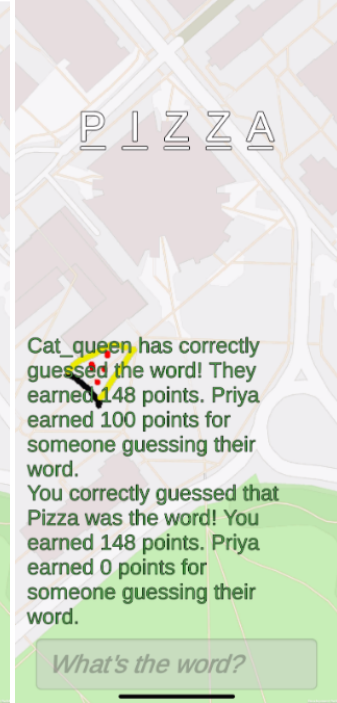 PIZZA
Cat_queen has correctly
guessed the word! They
earned 148 points. Priya
earned 100 points for
someone guessing their
word.
You correctly guessed that
Pizza was the word! You
earned 148 points. Priya
earned 0 points for
someone guessing their
word.
What's the word?